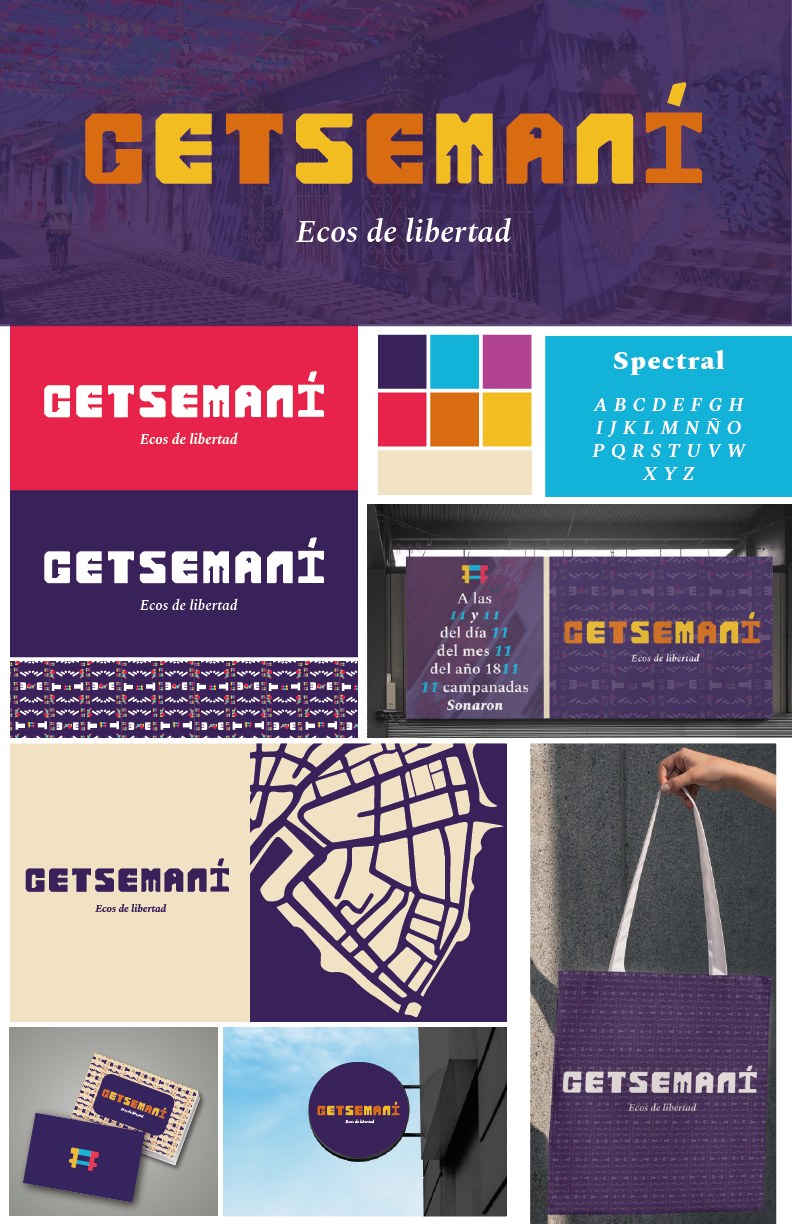 GETSEMANÍ
Ecos de libertad
GETSEMANÍ
Ecos de libertad
Spectral
A B C D E F G H
I J K L M N Ñ O
P Q R S T U V W
X Y Z
GETSEMANÍ
Ecos de libertad
A las
11 y 11
del día 11
del mes 11
del año 1811
11 campanadas
Sonaron
GETSEMANÍ
Ecos de libertad
GETSEMANÍ
Ecos de libertad
GETSEMANÍ
Ecos de libertad
GETSEMANÍ
Ecos de libertad
GETSEMANÍ
Ecos de libertad